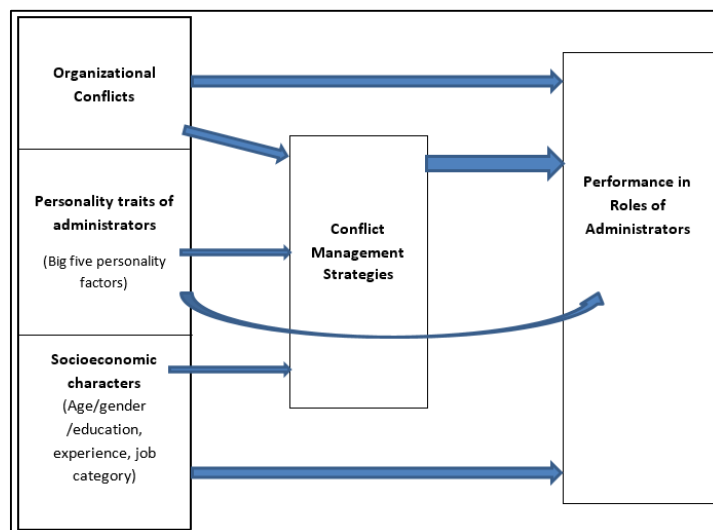 Organizational
Conflicts
Personality traits of
administrators
(Big five personality
factors)
Socioeconomic
characters
(Age/gender
/education,
experience, job
category)
Conflict
Management
Strategies
Performance in
Roles of
Administrators